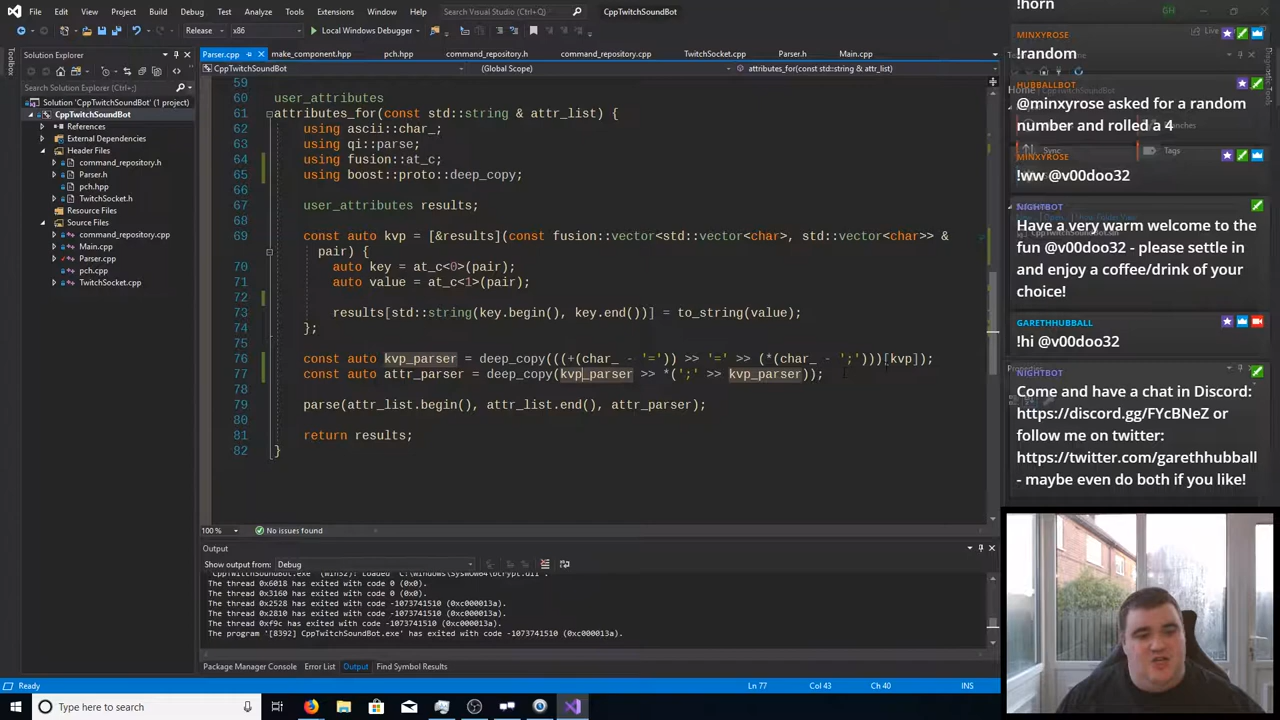 File Edit View Project Build Debug Test Analyze Tools Extensions Window Help Search Visual Studio (Ctrl+Q) CppTwitchSoundBot
Release x86 Local Windows Debugger
Solution Explorer
Search Solution Explorer (Ctrl+;)
Solution 'CppTwitchSoundBot' (1 project)
CppTwitchSoundBot
References
External Dependencies
Header Files
command_repository.h
Parser.h
pch.hpp
TwitchSocket.h
Resource Files
Source Files
command_repository.cpp
Main.cpp
Parser.cpp
pch.cpp
TwitchSocket.cpp
Toolbox
Parser.cpp make_component.hpp pch.hpp command_repository.h command_repository.cpp TwitchSocket.cpp Parser.h Main.cpp
CppTwitchSoundBot (Global Scope) attributes_for(const std::string & attr_list)
59
60 user_attributes
61 attributes_for(const std::string & attr_list) {
62 using ascii::char_;
63 using qi::parse;
64 using fusion::at_c;
65 using boost::proto::deep_copy;
66
67 user_attributes results;
68
69 const auto kvp = [&results](const fusion::vector<std::vector<char>, std::vector<char>> &
pair) {
70 auto key = at_c<0>(pair);
71 auto value = at_c<1>(pair);
72
73 results[std::string(key.begin(), key.end())] = to_string(value);
74 };
75
76 const auto kvp_parser = deep_copy(((+(char_ - '=')) >> '=' >> (*(char_ - ';')))[kvp]);
77 const auto attr_parser = deep_copy(kvp_parser >> *(';' >> kvp_parser));
78
79 parse(attr_list.begin(), attr_list.end(), attr_parser);
80
81 return results;
82 }
100 % No issues found
Output
Show output from: Debug
The thread 0x6018 has exited with code 0 (0x0).
The thread 0x3160 has exited with code 0 (0x0).
The thread 0x2528 has exited with code -1073741510 (0xc000013a).
The thread 0x2810 has exited with code -1073741510 (0xc000013a).
The thread 0xf9c has exited with code -1073741510 (0xc000013a).
The program '[8392] CppTwitchSoundBot.exe' has exited with code -1073741510 (0xc000013a).
Package Manager Console Error List Output Find Symbol Results
Ready Ln 77 Col 43 Ch 40 INS
Type here to search
!horn
MINXYROSE
!random
HUBBALLBOT
@minxyrose asked for a random
number and rolled a 4
MINXYROSE
!ww @v00doo32
NIGHTBOT
Have a very warm welcome to the
fun @v00doo32 - please settle in
and enjoy a coffee/drink of your
choice!
GARETHHUBBALL
!hi @v00doo32
NIGHTBOT
Come and have a chat in Discord:
https://discord.gg/FYcBNeZ or
follow me on twitter:
https://twitter.com/garethhubball
- maybe even do both if you like!